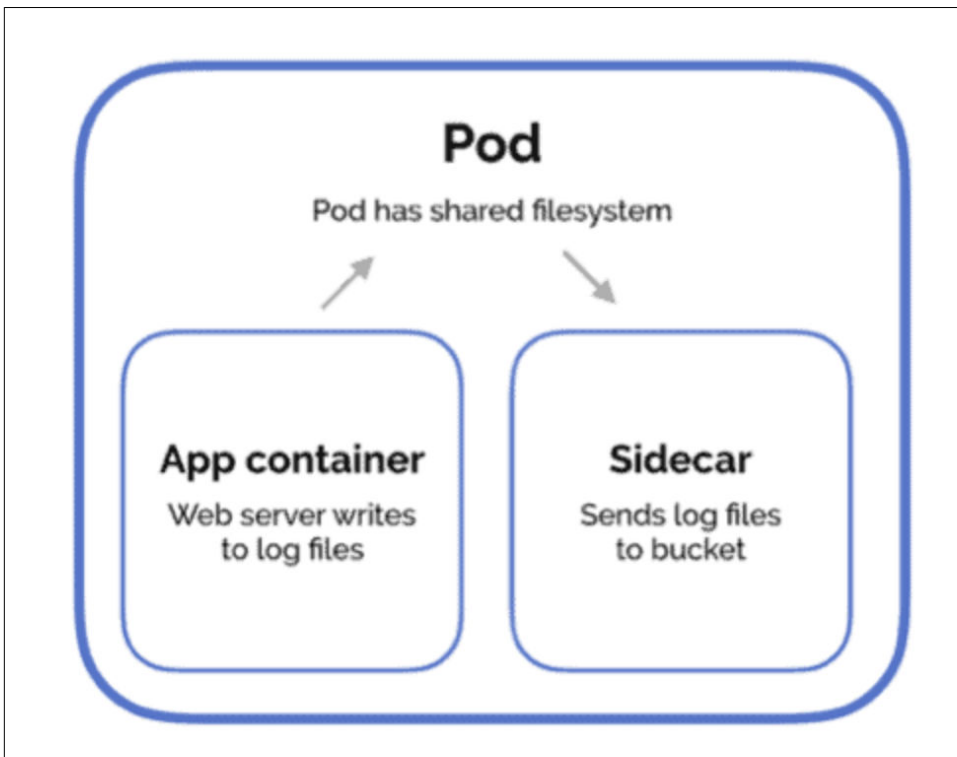 Pod
Pod has shared filesystem
App container
Web server writes
to log files
Sidecar
Sends log files
to bucket